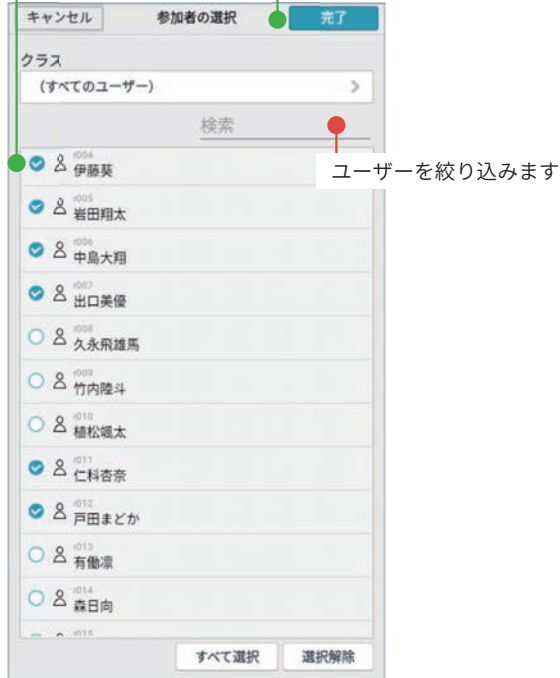 キャンセル 参加者の選択 完了
クラス
(すべてのユーザー)
検索
ユーザーを絞り込みます
r004
伊藤葵
r005
岩田翔太
r006
中島大翔
r007
出口美優
r008
久永飛雄馬
r009
竹内陸斗
r010
植松颯太
r011
仁科杏奈
r012
戸田まどか
r013
有働凛
r014
森日向
r015
すべて選択 選択解除